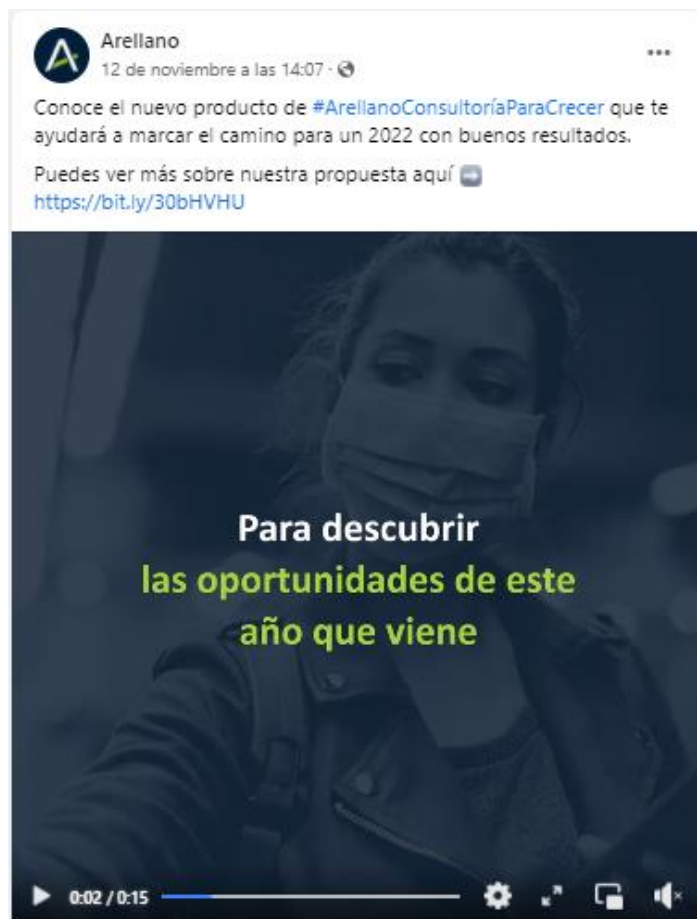 Arellano
12 de noviembre a las 14:07 ·
Conoce el nuevo producto de #ArellanoConsultoríaParaCrecer que te
ayudará a marcar el camino para un 2022 con buenos resultados.
Puedes ver más sobre nuestra propuesta aquí
https://bit.ly/30bHVHU
Para descubrir
las oportunidades de este
año que viene
0:02 / 0:15